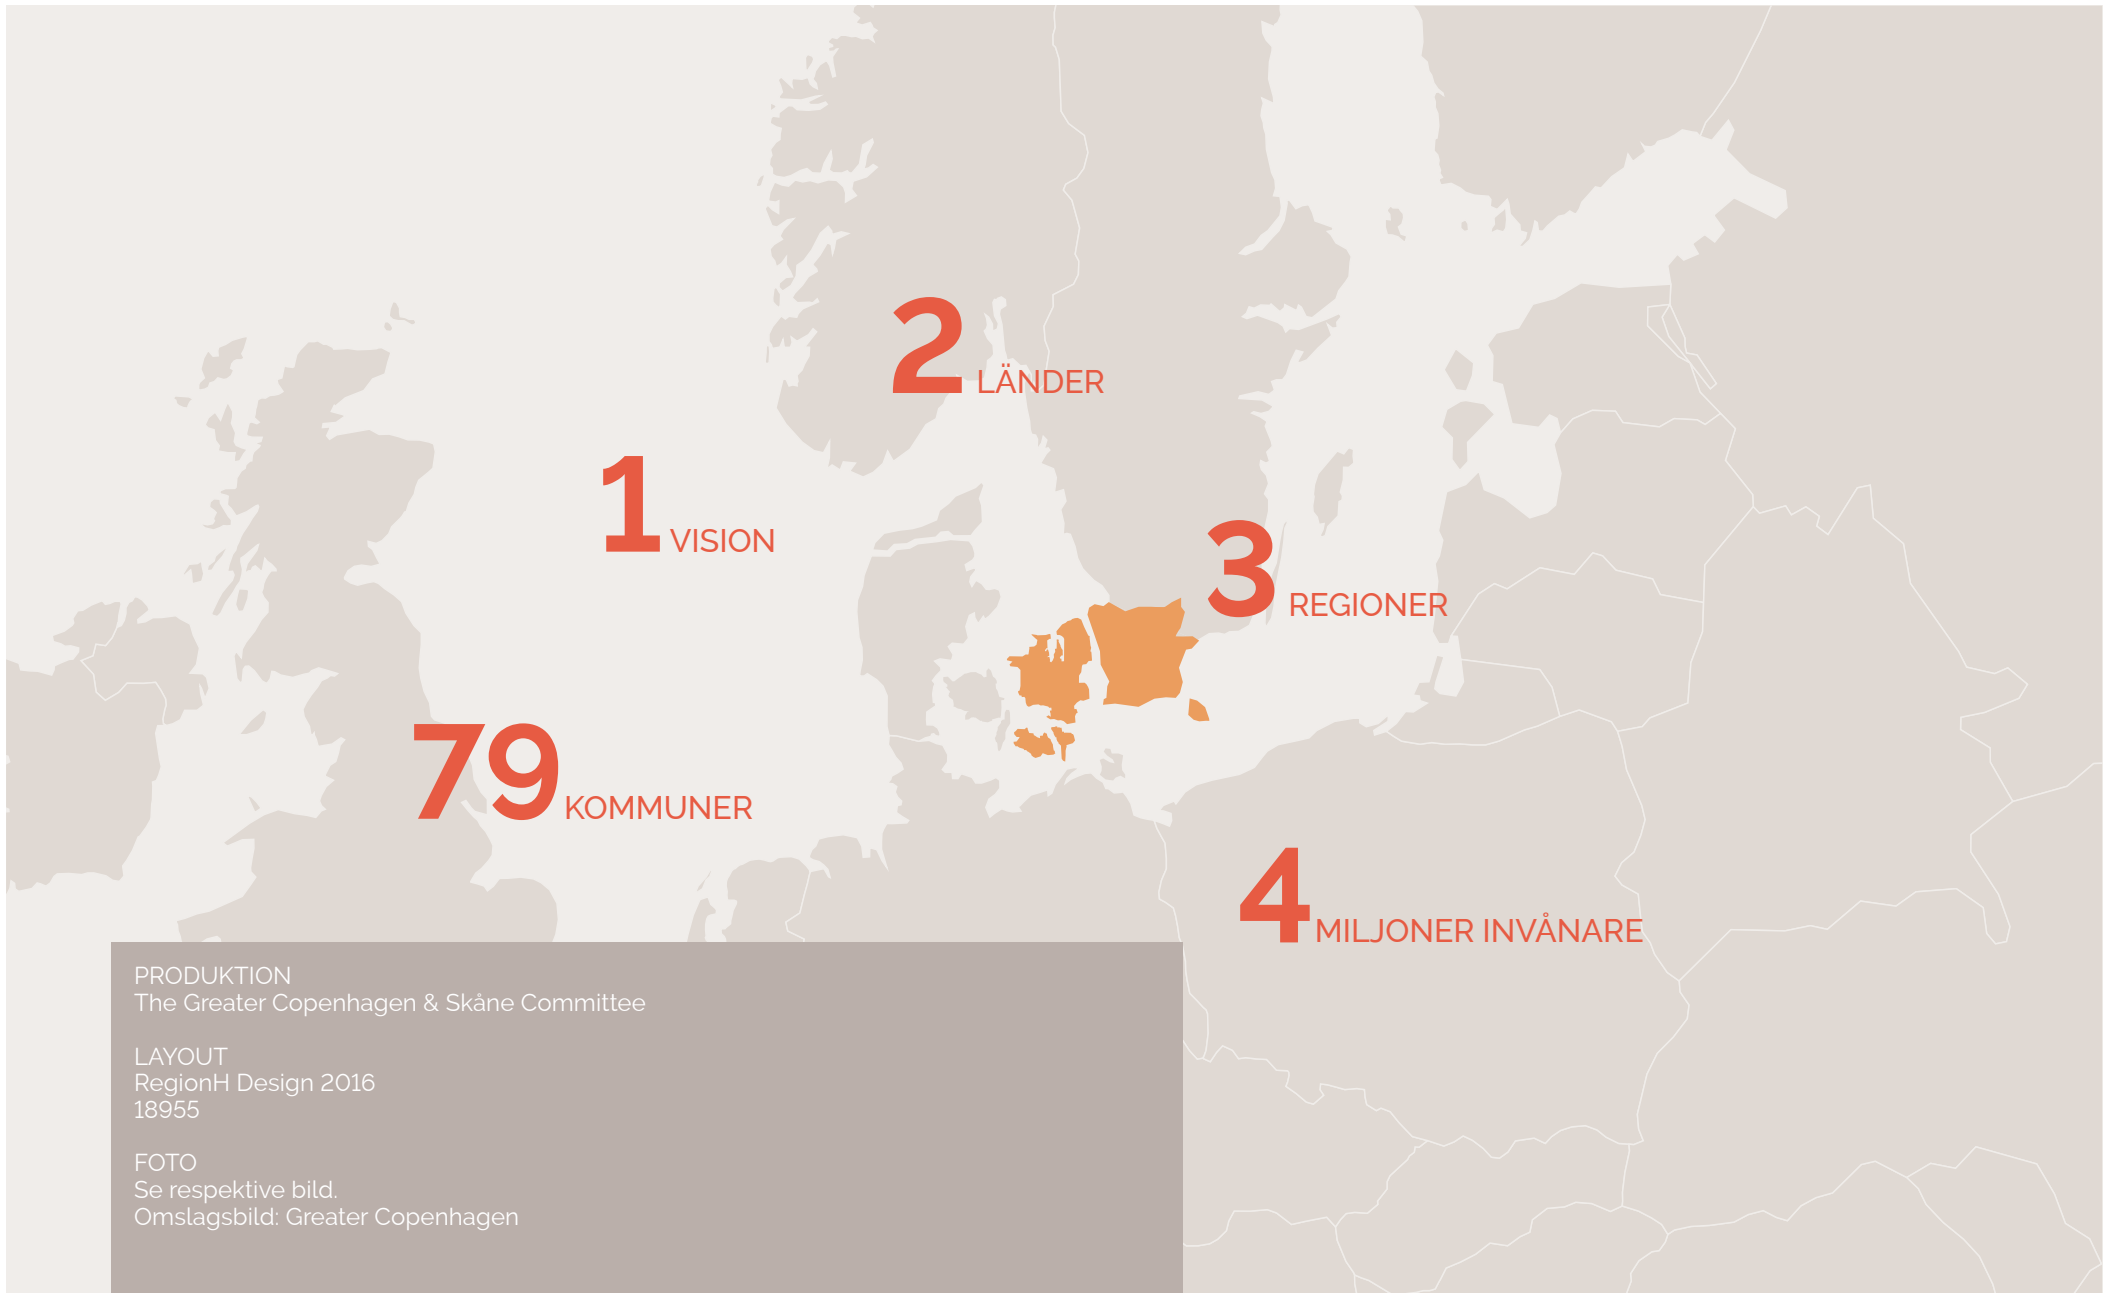 2 LÄNDER
1 VISION
3 REGIONER
79 KOMMUNER
4 MILJONER INVÅNARE
PRODUKTION
The Greater Copenhagen & Skåne Committee
LAYOUT
RegionH Design 2016
18955
FOTO
Se respektive bild.
Omslagsbild: Greater Copenhagen